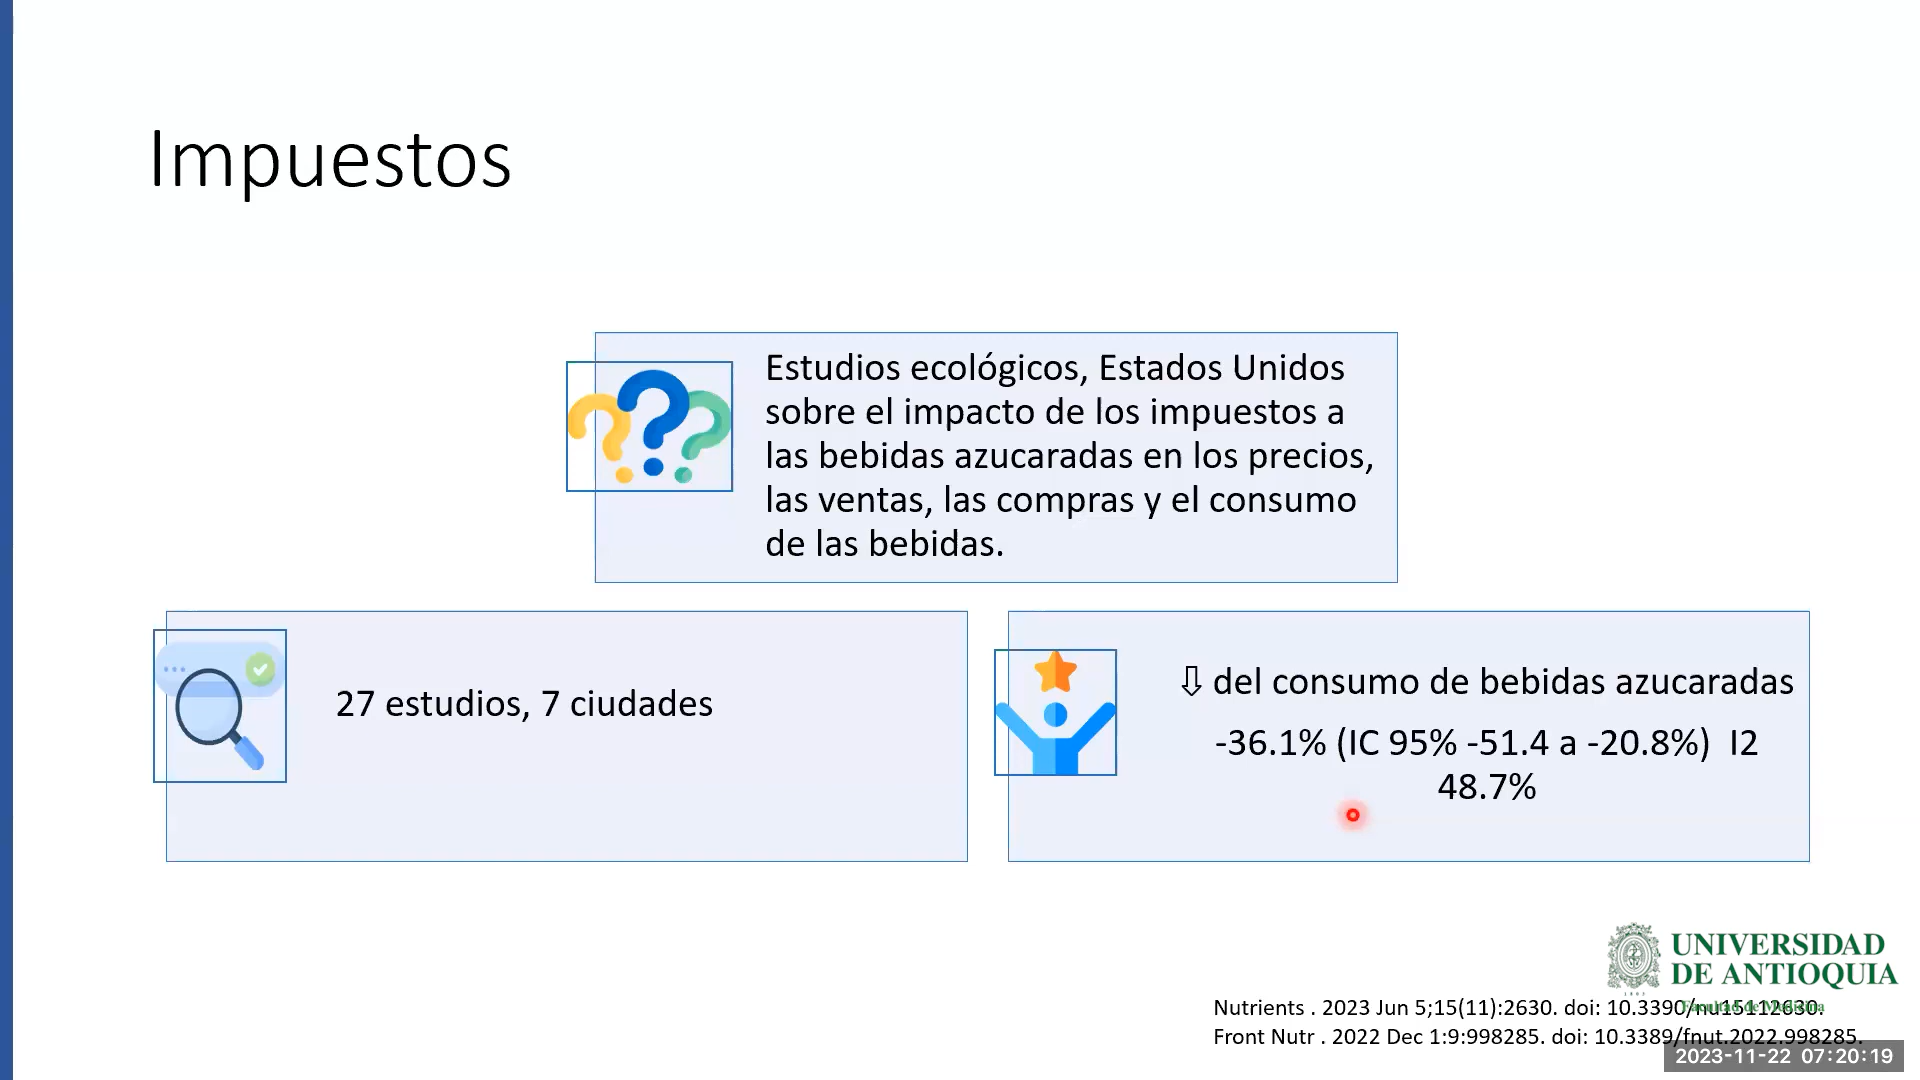 Impuestos
Estudios ecológicos, Estados Unidos
sobre el impacto de los impuestos a
las bebidas azucaradas en los precios,
las ventas, las compras y el consumo
de las bebidas.
27 estudios, 7 ciudades
⇩ del consumo de bebidas azucaradas
-36.1% (IC 95% -51.4 a -20.8%) I2
48.7%
UNIVERSIDAD
DE ANTIOQUIA
Facultad de Medicina
Nutrients . 2023 Jun 5;15(11):2630. doi: 10.3390/nu15112630.
Front Nutr . 2022 Dec 1:9:998285. doi: 10.3389/fnut.2022.998285.
2023-11-22 07:20:19